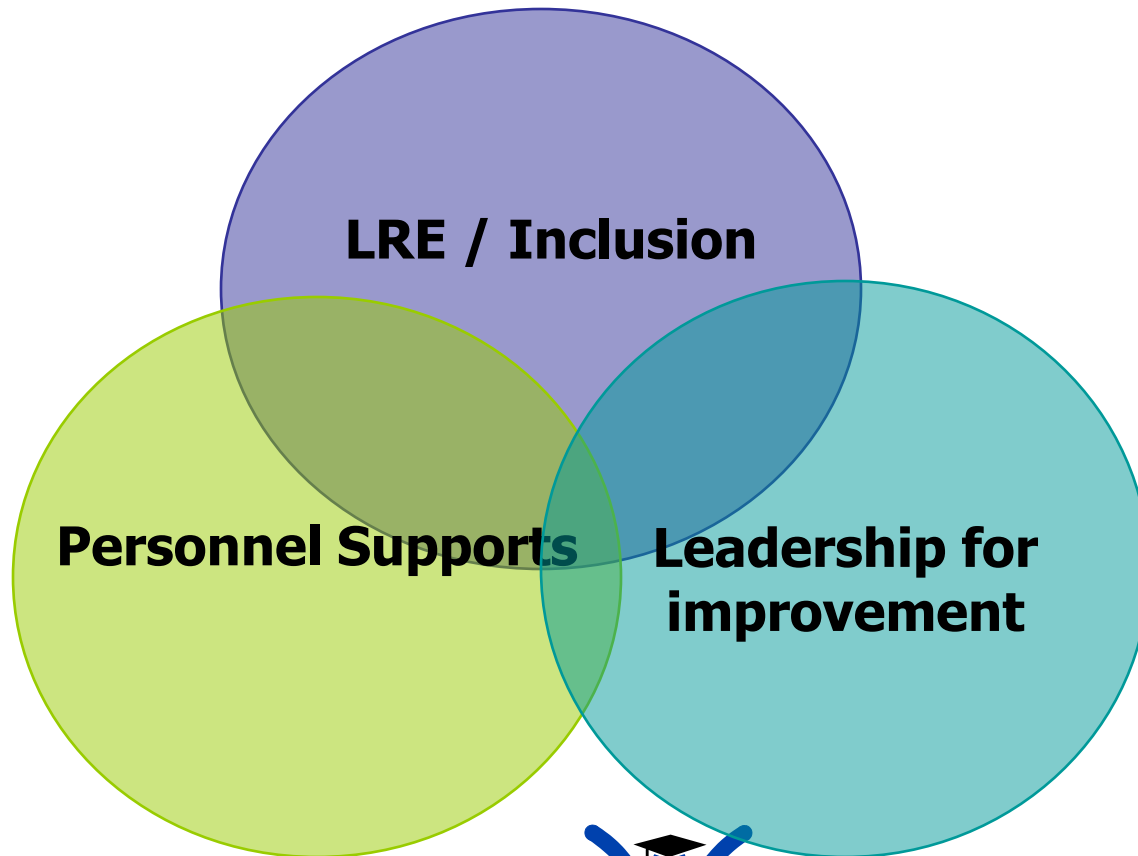 LRE / Inclusion
Personnel Supports
Leadership for
improvement